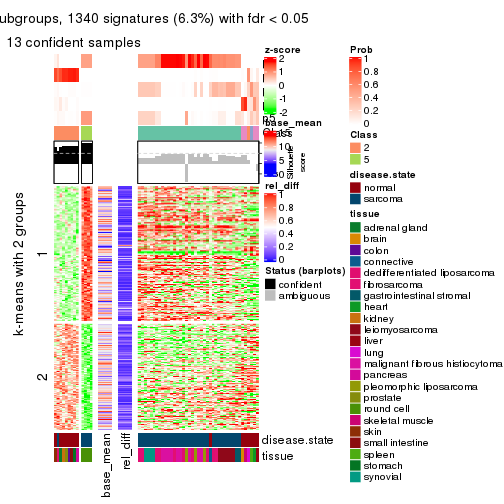 ubgroups, 1340 signatures (6.3%) with fdr < 0.05
13 confident samples
z-score
2
1
0
-1
-2
base_mean
silhouette
score
rel_diff
1
0.8
0.6
0.4
0.2
0
Status (barplots)
confident
ambiguous
Prob
1
0.8
0.6
0.4
0.2
0
Class
2
5
disease.state
normal
sarcoma
tissue
adrenal gland
brain
colon
connective
dedifferentiated liposarcoma
fibrosarcoma
gastrointestinal stromal
heart
kidney
leiomyosarcoma
liver
lung
malignant fibrous histiocytoma
pancreas
pleomorphic liposarcoma
prostate
round cell
skeletal muscle
skin
small intestine
spleen
stomach
synovial
k-means with 2 groups
1
2
base_mean
rel_diff
disease.state
tissue